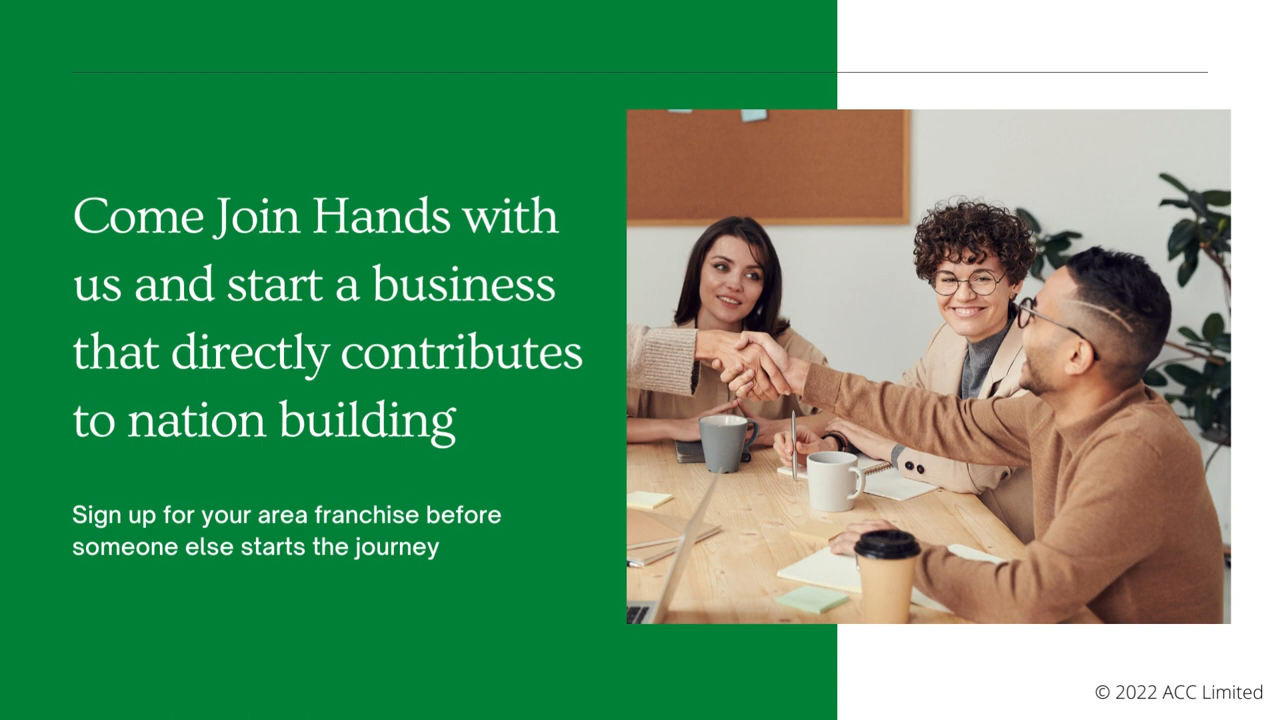 Come Join Hands with
us and start a business
that directly contributes
to nation building
Sign up for your area franchise before
someone else starts the journey
© 2022 ACC Limited